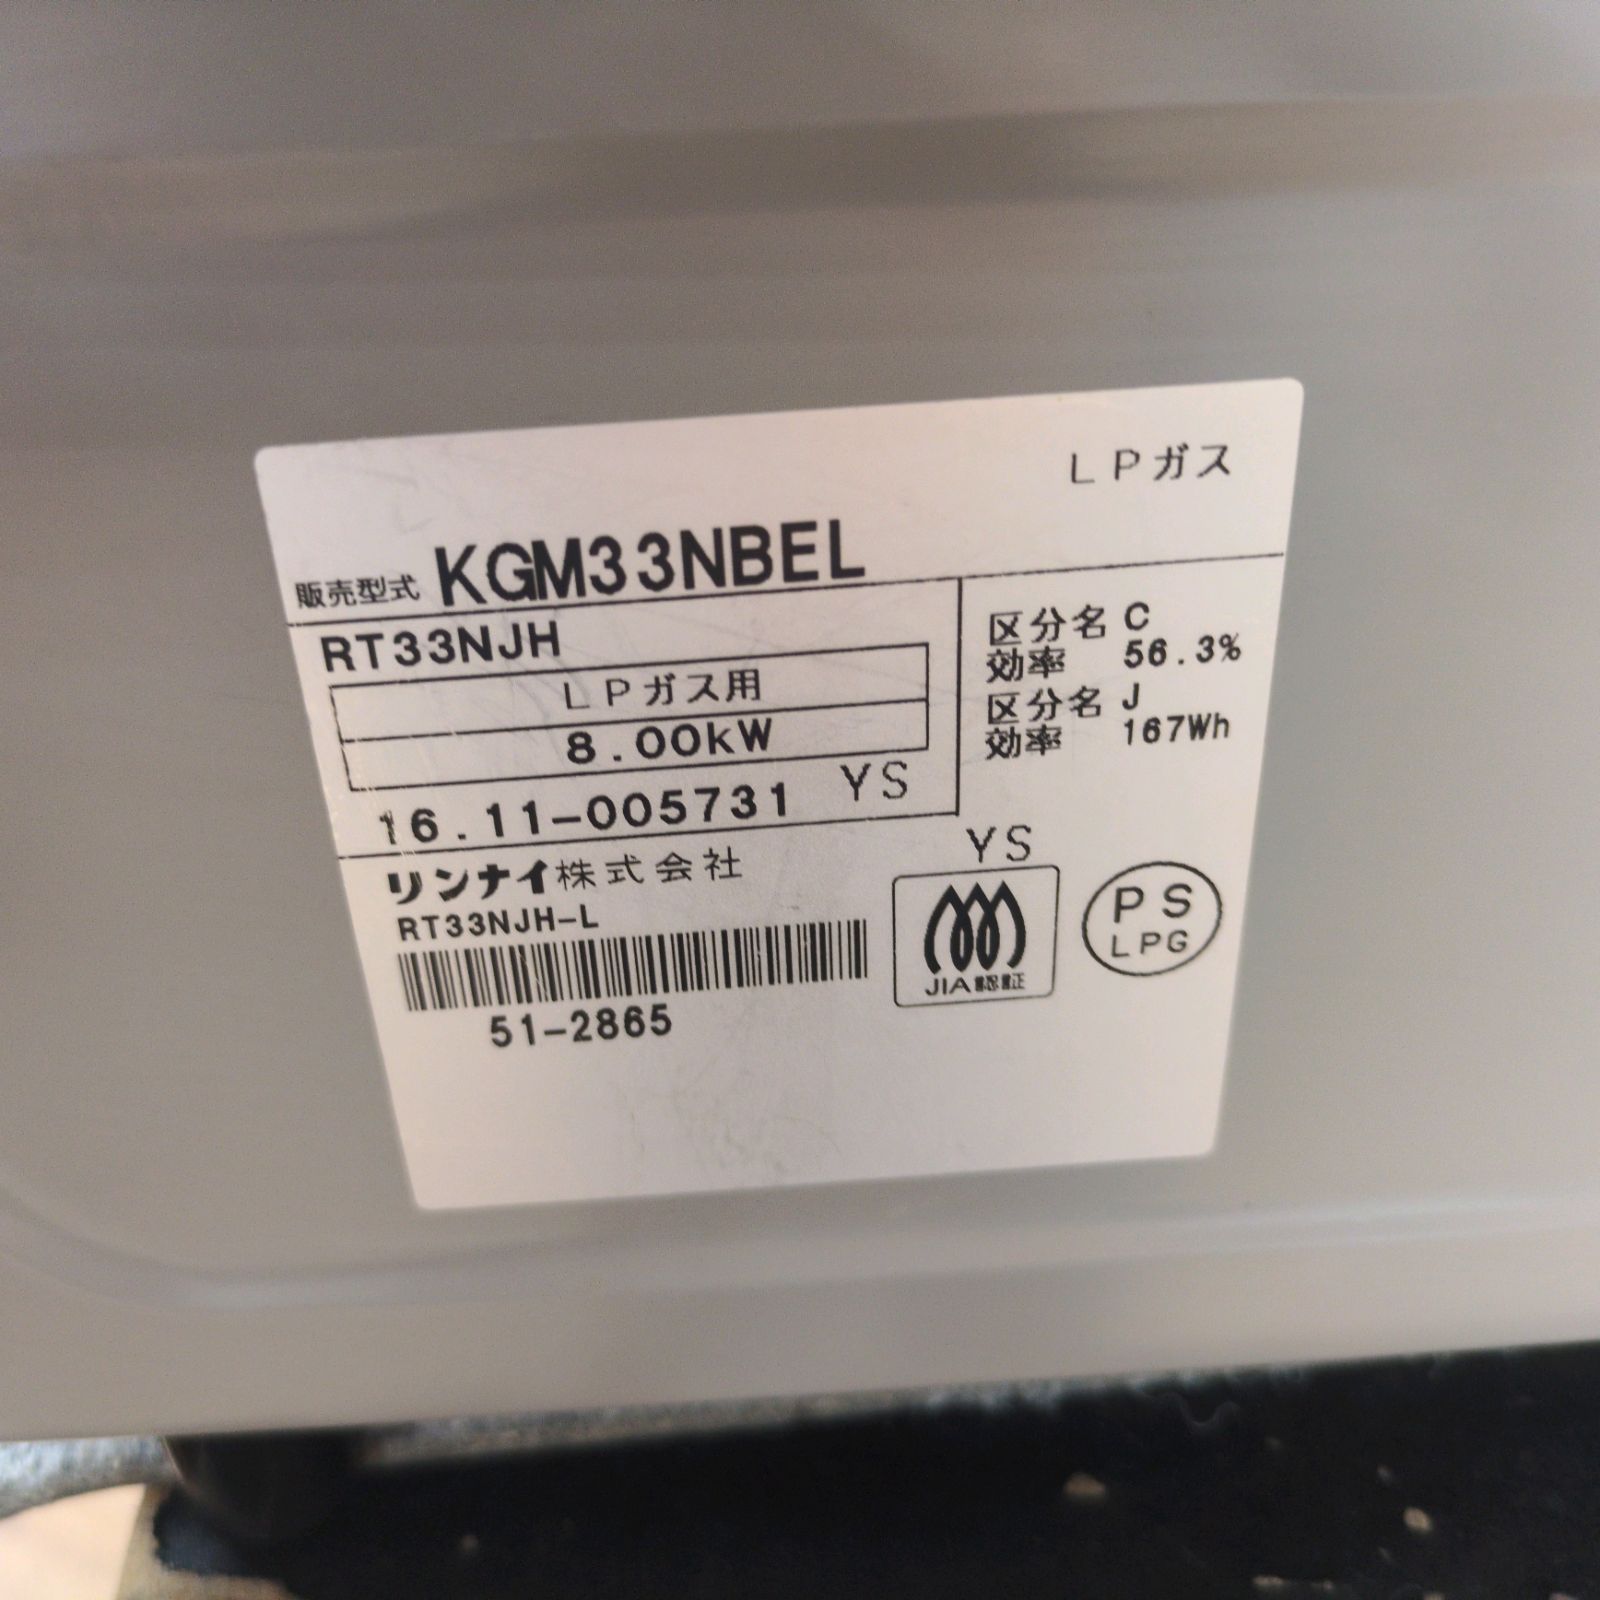 LPガス
販売型式 KGM33NBEL
RT33NJH
LPガス用
8.00kW
16.11-005731 YS
区分名 C
効率 56.3%
区分名 J
効率 167Wh
リンナイ株式会社
RT33NJH-L
51-2865
YS
JIA認証
PS
LPG